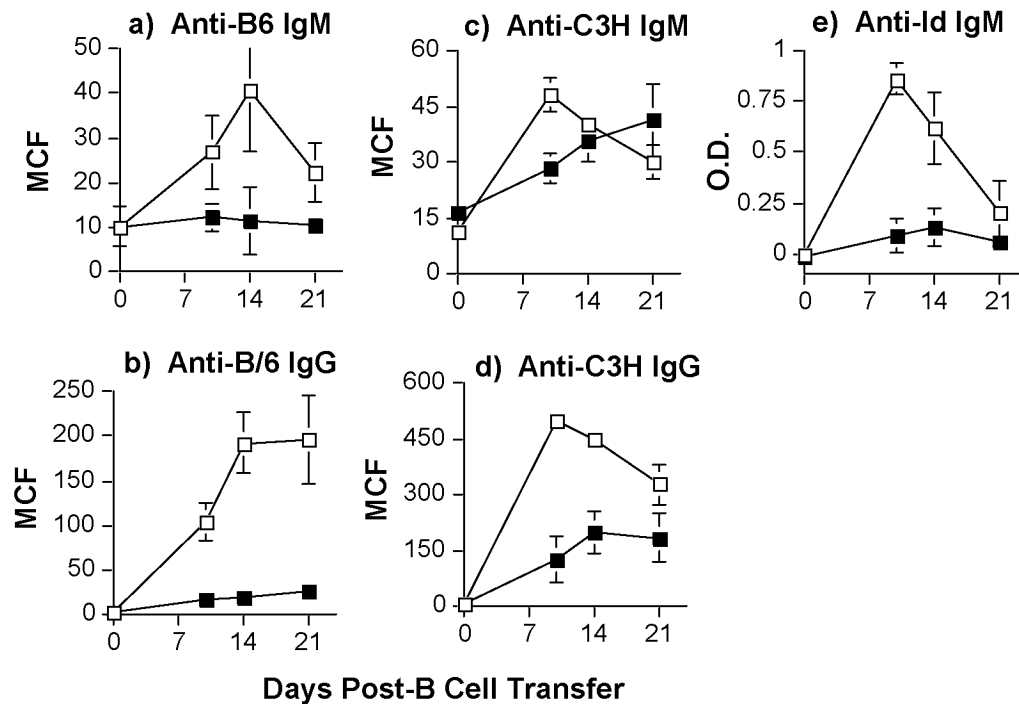 a) Anti-B6 IgM
50
40
30
20
10
0
MCF
0 7 14 21
c) Anti-C3H IgM
60
45
30
15
0
MCF
0 7 14 21
e) Anti-Id IgM
1
0.75
0.5
0.25
0
O.D.
0 7 14 21
b) Anti-B/6 IgG
250
200
150
100
50
0
MCF
0 7 14 21
d) Anti-C3H IgG
600
450
300
150
0
MCF
0 7 14 21
Days Post-B Cell Transfer